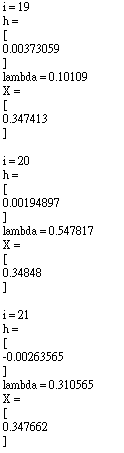 i = 19
h =
[
0.00373059
]
lambda = 0.10109
X =
[
0.347413
]
i = 20
h =
[
0.00194897
]
lambda = 0.547817
X =
[
0.34848
]
i = 21
h =
[
-0.00263565
]
lambda = 0.310565
X =
[
0.347662
]